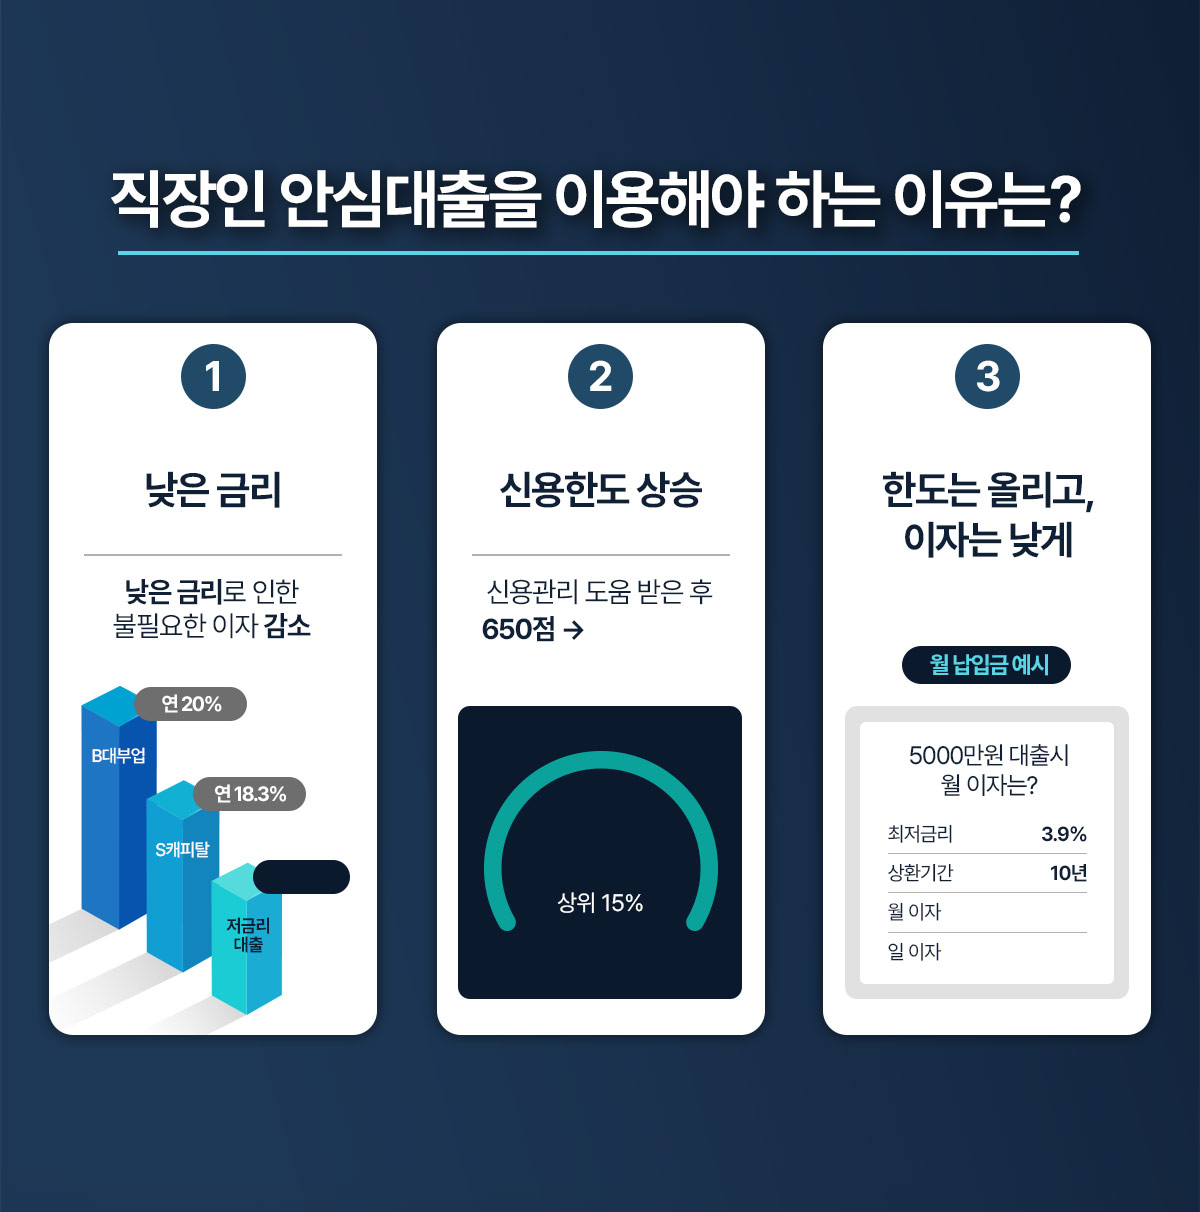 직장인 안심대출을 이용해야 하는 이유는?
1
낮은 금리
낮은 금리로 인한
불필요한 이자 감소
연 20%
B대부업
연 18.3%
S캐피탈
저금리
대출
2
신용한도 상승
신용관리 도움 받은 후
650점 →
상위 15%
3
한도는 올리고,
이자는 낮게
월 납입금 예시
5000만원 대출시
월 이자는?
최저금리 3.9%
상환기간 10년
월 이자
일 이자